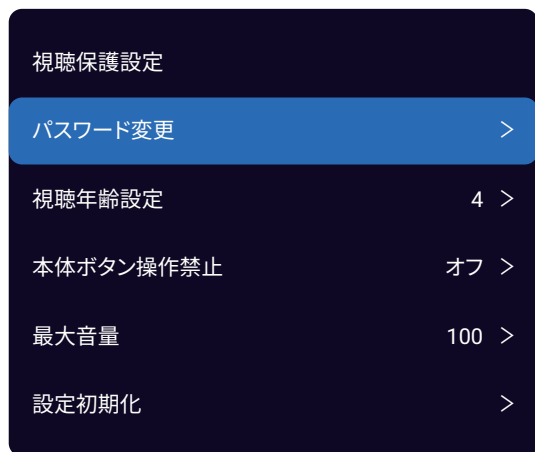 視聴保護設定
パスワード変更 >
視聴年齢設定 4 >
本体ボタン操作禁止 オフ >
最大音量 100 >
設定初期化 >